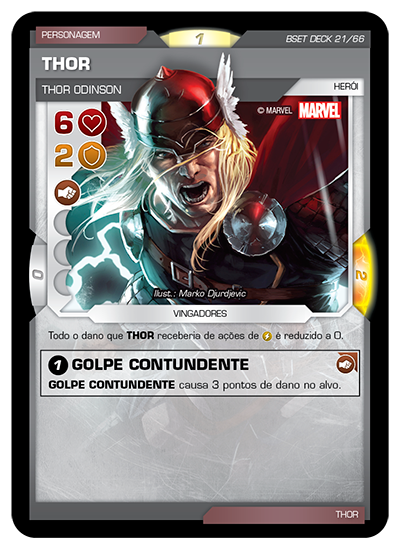 PERSONAGEM
1
BSET DECK 21/66
THOR
THOR ODINSON
HERÓI
© MARVEL MARVEL
6
2
0
2
Ilust.: Marko Djurdjevic
VINGADORES
Todo o dano que THOR receberia de ações de é reduzido a 0.
1 GOLPE CONTUNDENTE
GOLPE CONTUNDENTE causa 3 pontos de dano no alvo.
THOR